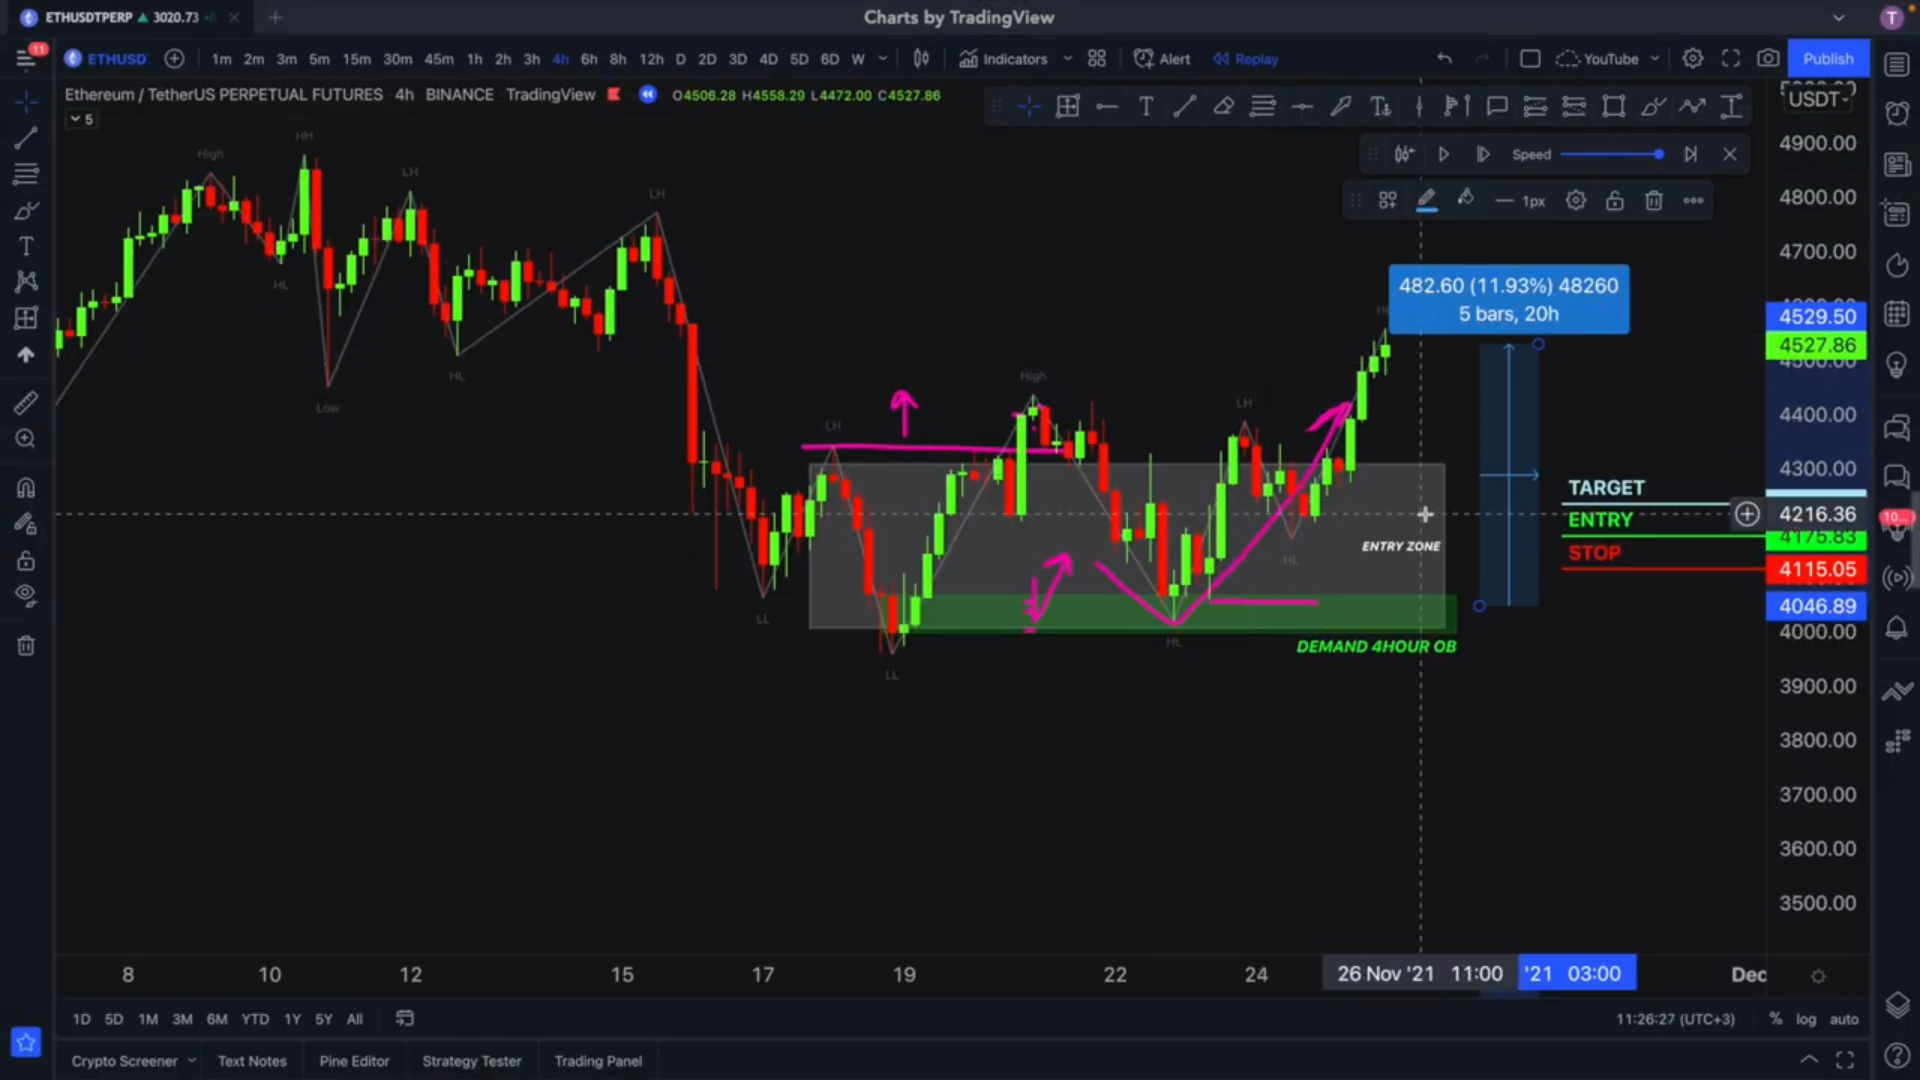 ETHUSDTPERP ▲ 3020.73
Charts by TradingView
T
11
ETHUSD
1m 2m 3m 5m 15m 30m 45m 1h 2h 3h 4h 6h 8h 12h D 2D 3D 4D 5D 6D W
Indicators
Alert
Replay
YouTube
Publish
Ethereum / TetherUS PERPETUAL FUTURES 4h BINANCE TradingView O4506.28 H4558.29 L4472.00 C4527.86
5
USDT
Speed
1px
4900.00
4800.00
4700.00
4529.50
4527.86
4400.00
4300.00
4216.36
4175.83
4115.05
4046.89
4000.00
3900.00
3800.00
3700.00
3600.00
3500.00
482.60 (11.93%) 48260
5 bars, 20h
High
HH
HL
LH
Low
HL
LH
LL
LH
LL
High
HL
LH
HL
TARGET
ENTRY
STOP
ENTRY ZONE
DEMAND 4HOUR OB
10...
8 10 12 15 17 19 22 24 26 Nov '21 11:00 '21 03:00 Dec
1D 5D 1M 3M 6M YTD 1Y 5Y All
11:26:27 (UTC+3) % log auto
Crypto Screener Text Notes Pine Editor Strategy Tester Trading Panel